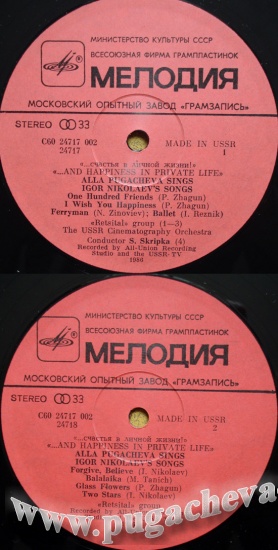 МИНИСТЕРСТВО КУЛЬТУРЫ СССР
ВСЕСОЮЗНАЯ ФИРМА ГРАМПЛАСТИНОК
МЕЛОДИЯ
МОСКОВСКИЙ ОПЫТНЫЙ ЗАВОД «ГРАМЗАПИСЬ»
STEREO 33
С60 24717 002
24717
MADE IN USSR
1
«...счастья в личной жизни!»
«...AND HAPPINESS IN PRIVATE LIFE»
ALLA PUGACHEVA SINGS
IGOR NIKOLAEV'S SONGS
One Hundred Friends (P. Zhagun)
I Wish You Happiness (P. Zhagun)
Ferryman (N. Zinoviev); Ballet (I. Reznik)
«Retsital» group (1—3)
The USSR Cinematography Orchestra
Conductor S. Skripka (4)
Recorded by All-Union Recording
Studio and the USSR-TV
1986
МИНИСТЕРСТВО КУЛЬТУРЫ СССР
ВСЕСОЮЗНАЯ ФИРМА ГРАМПЛАСТИНОК
МЕЛОДИЯ
МОСКОВСКИЙ ОПЫТНЫЙ ЗАВОД «ГРАМЗАПИСЬ»
STEREO 33
С60 24717 002
24718
MADE IN USSR
2
«...счастья в личной жизни!»
«...AND HAPPINESS IN PRIVATE LIFE»
ALLA PUGACHEVA SINGS
IGOR NIKOLAEV'S SONGS
Forgive, Believe (I. Nikolaev)
Balalaika (M. Tanich)
Glass Flowers (P. Zhagun)
Two Stars (I. Nikolaev)
«Retsital» group
www.pugacheva